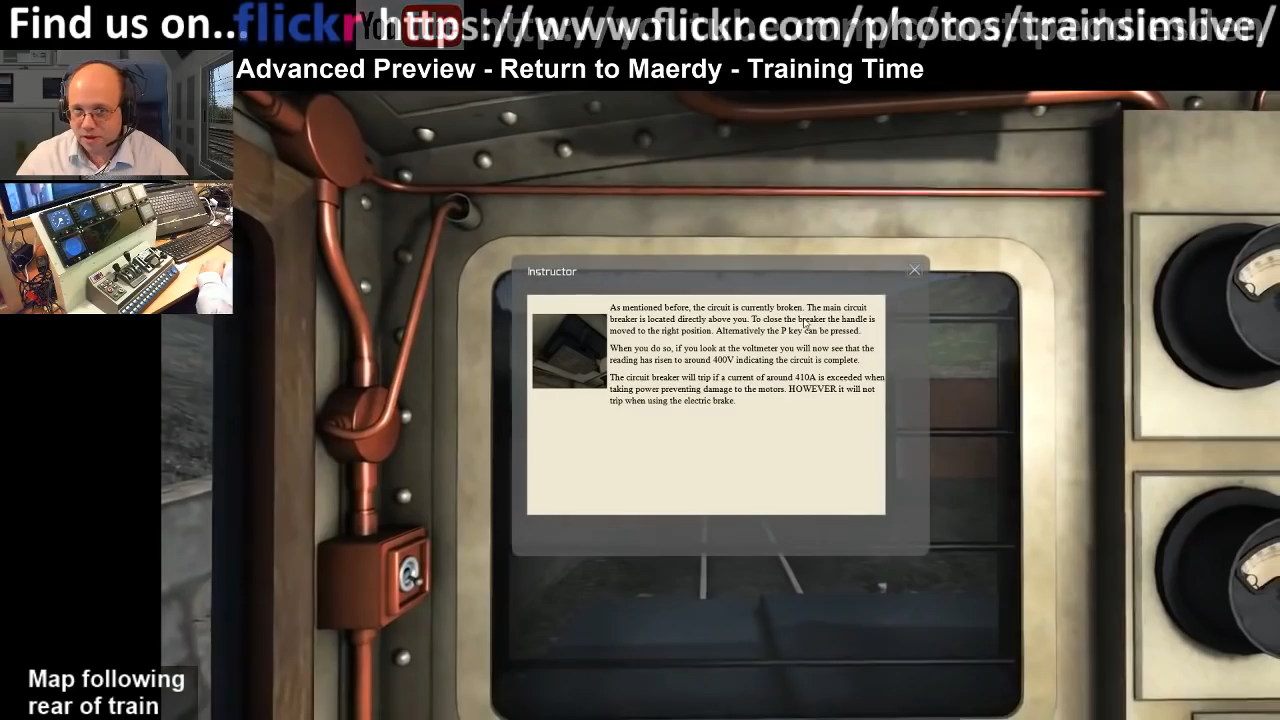 Find us on... flickr https://www.flickr.com/photos/trainsimslive/
Advanced Preview - Return to Maerdy - Training Time
Instructor
As mentioned before, the circuit is currently broken. The main circuit
breaker is located directly above you. To close the breaker the handle is
moved to the right position. Alternatively the P key can be pressed.
When you do so, if you look at the voltmeter you will now see that the
reading has risen to around 400V indicating the circuit is complete.
The circuit breaker will trip if a current of around 410A is exceeded when
taking power preventing damage to the motors. HOWEVER it will not
trip when using the electric brake.
Map following
rear of train